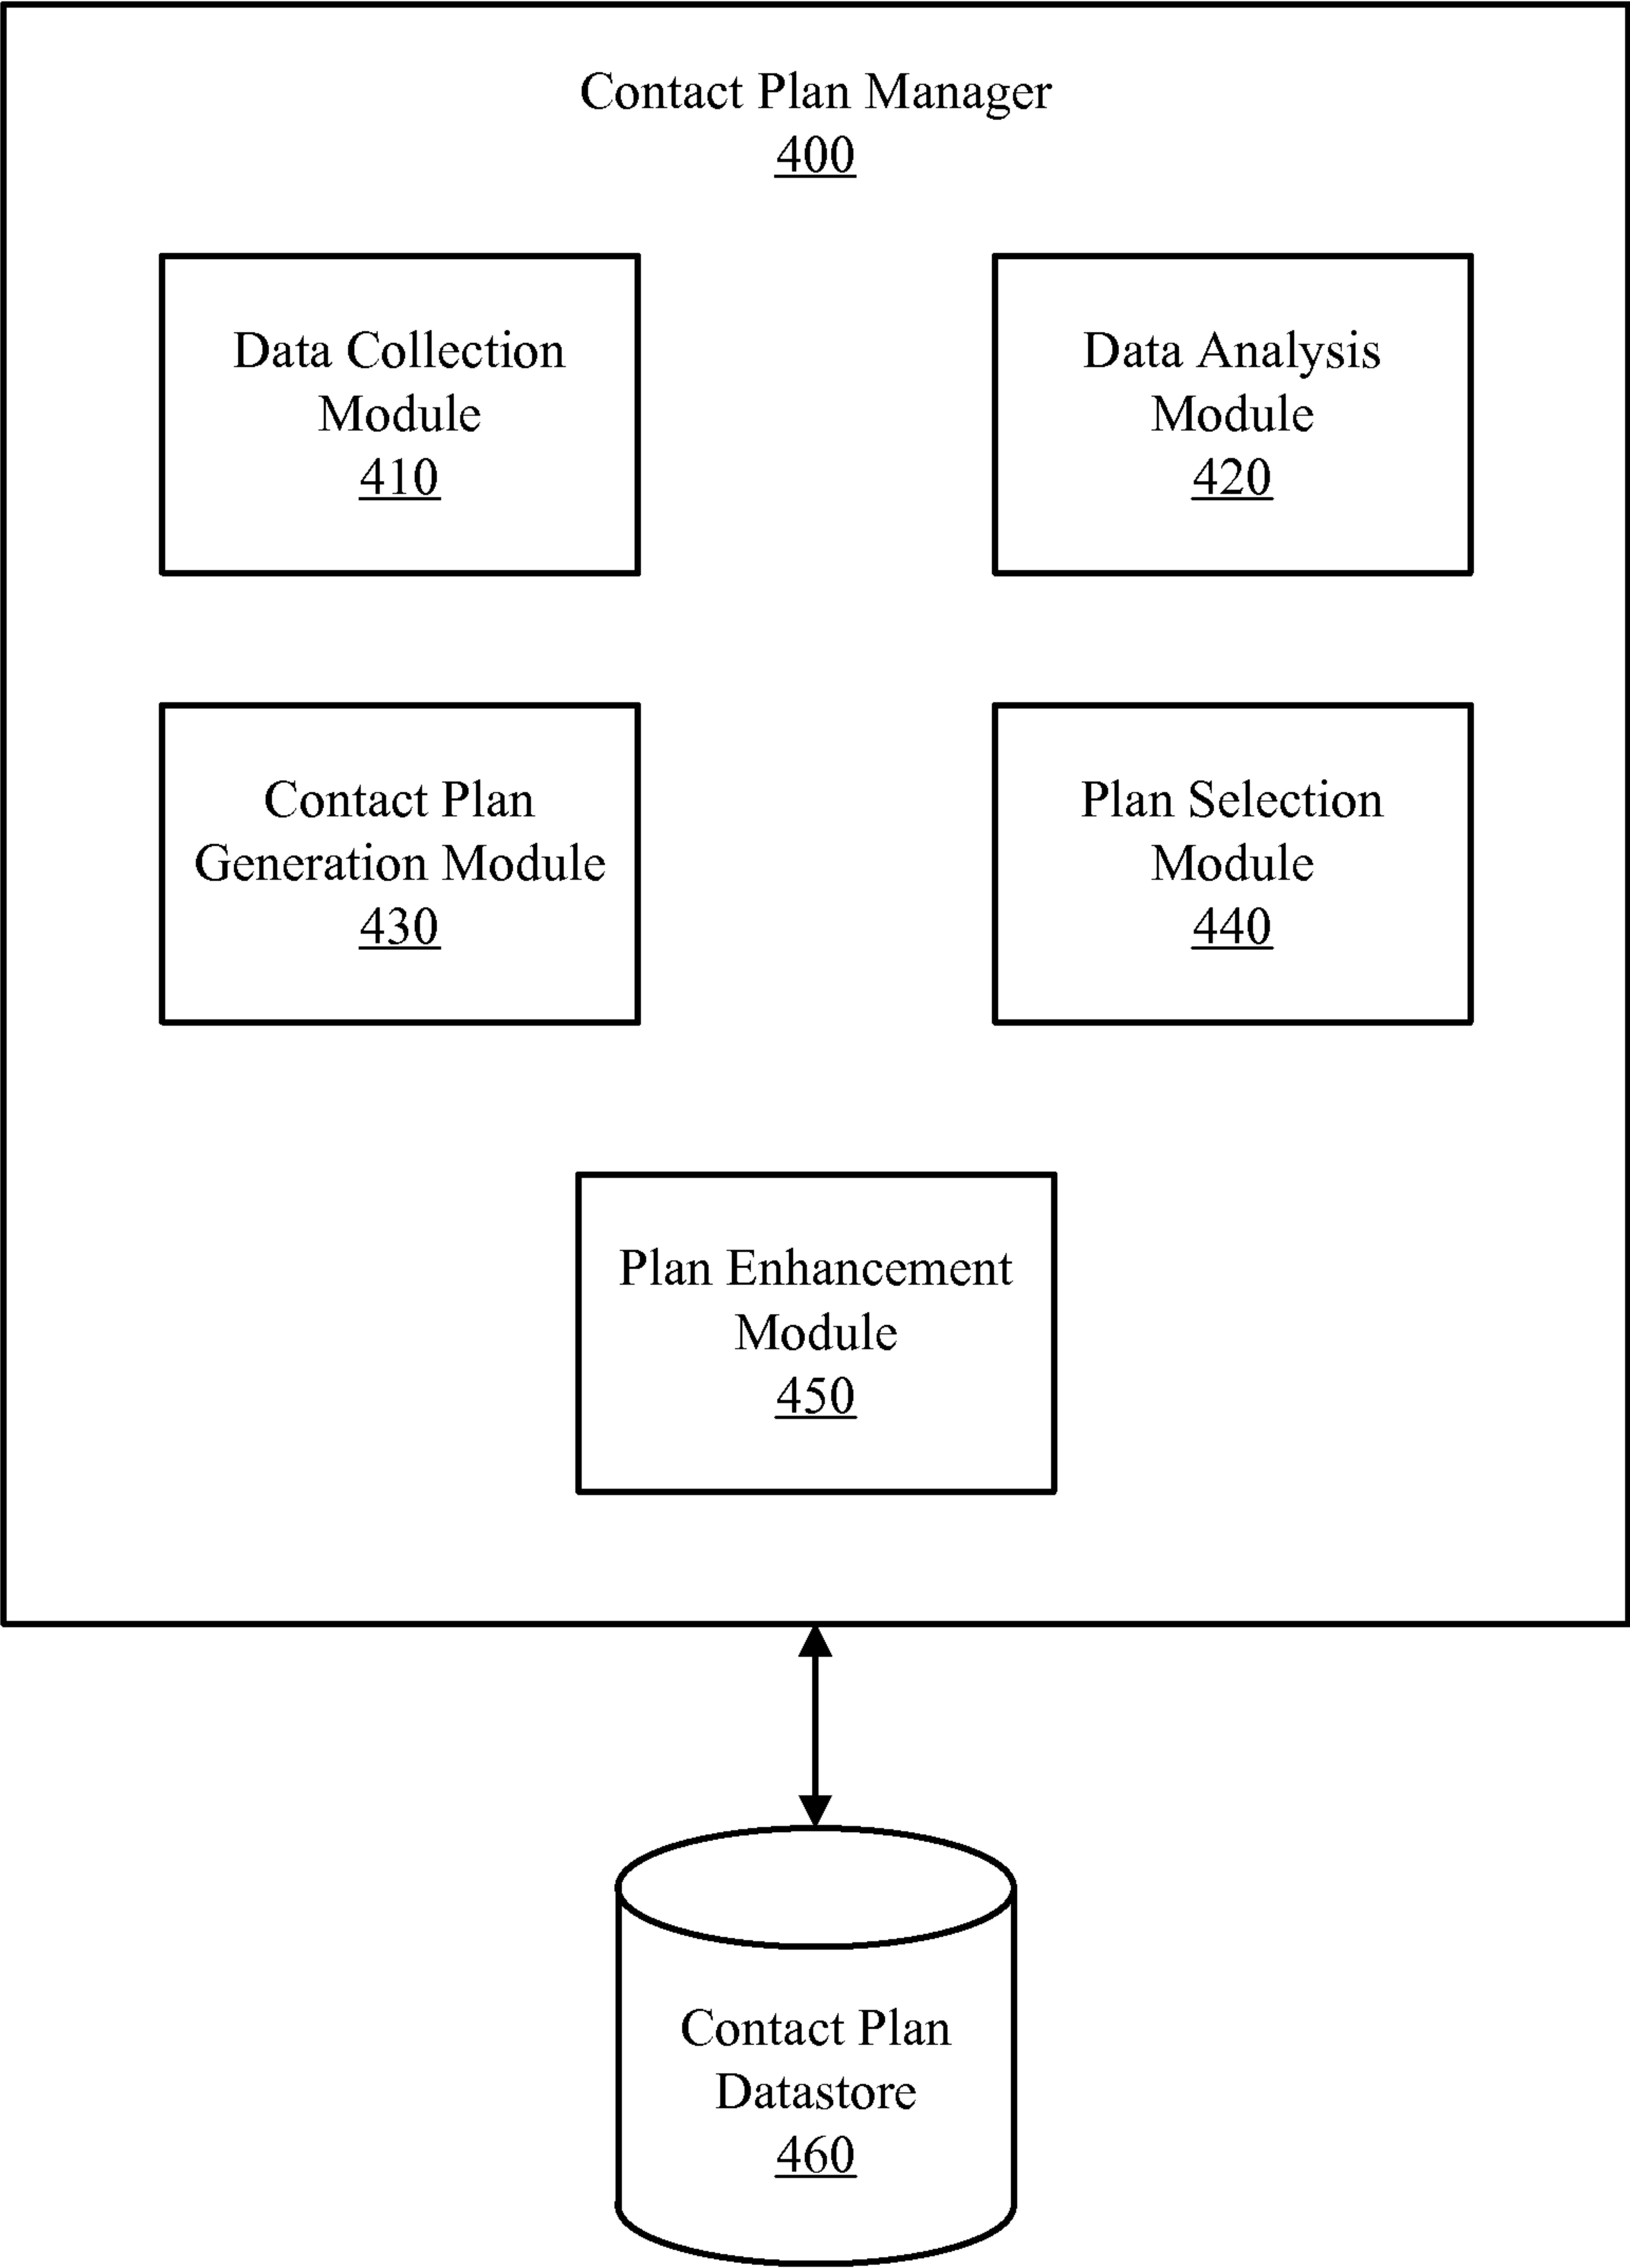 Contact Plan Manager
400
Data Collection
Module
410
Data Analysis
Module
420
Contact Plan
Generation Module
430
Plan Selection
Module
440
Plan Enhancement
Module
450
Contact Plan
Datastore
460